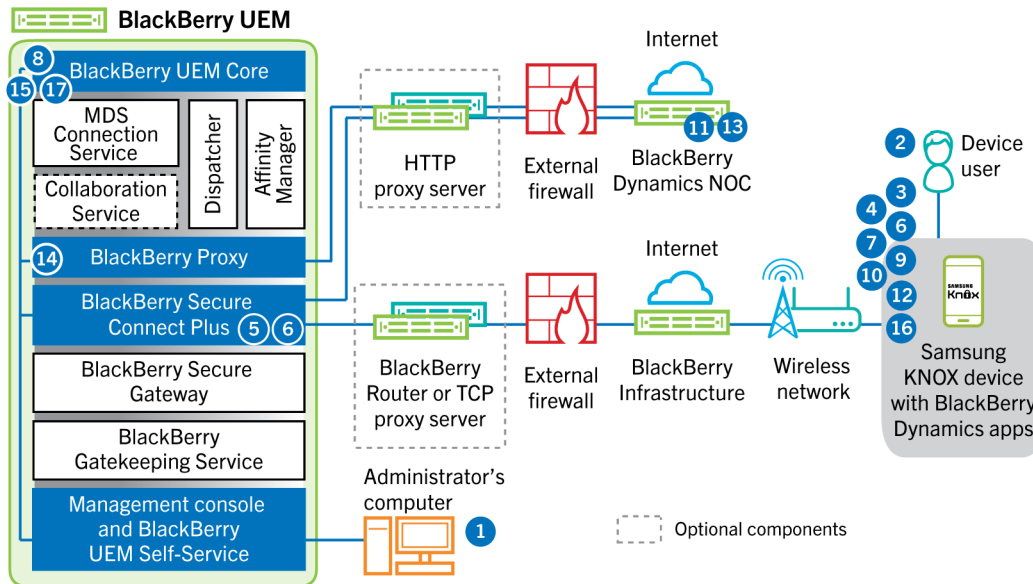 BlackBerry UEM
8
BlackBerry UEM Core
15
17
MDS
Connection
Service
Collaboration
Service
Dispatcher
Affinity
Manager
14
BlackBerry Proxy
BlackBerry Secure
Connect Plus
5
6
BlackBerry Secure
Gateway
BlackBerry
Gatekeeping Service
Management console
and BlackBerry
UEM Self-Service
HTTP
proxy server
External
firewall
Internet
11
13
BlackBerry
Dynamics NOC
BlackBerry
Router or TCP
proxy server
External
firewall
Internet
BlackBerry
Infrastructure
Wireless
network
2
Device
user
3
4
6
7
9
10
12
16
SAMSUNG
Knox
Samsung
KNOX device
with BlackBerry
Dynamics apps
Administrator's
computer
1
Optional components